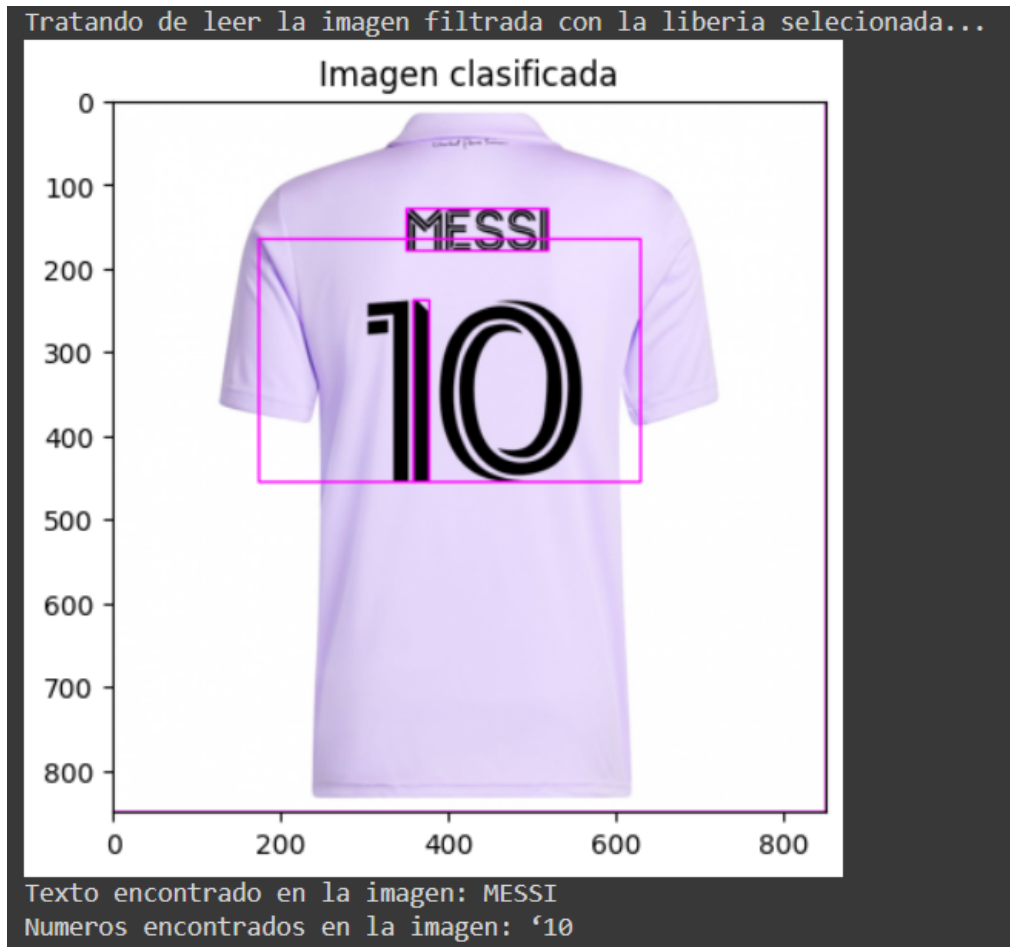 Tratando de leer la imagen filtrada con la liberia selecionada...
Imagen clasificada
0
100
MESSI
200
10
300
400
500
600
700
800
0 200 400 600 800
Texto encontrado en la imagen: MESSI
Numeros encontrados en la imagen: ‘10